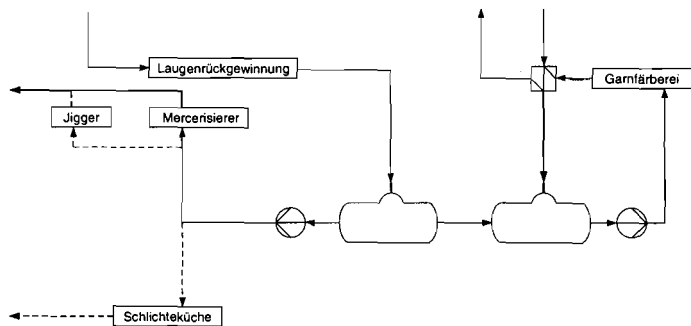 Laugenrückgewinnung
Garnfärberei
Jigger
Mercerisierer
Schlichteküche